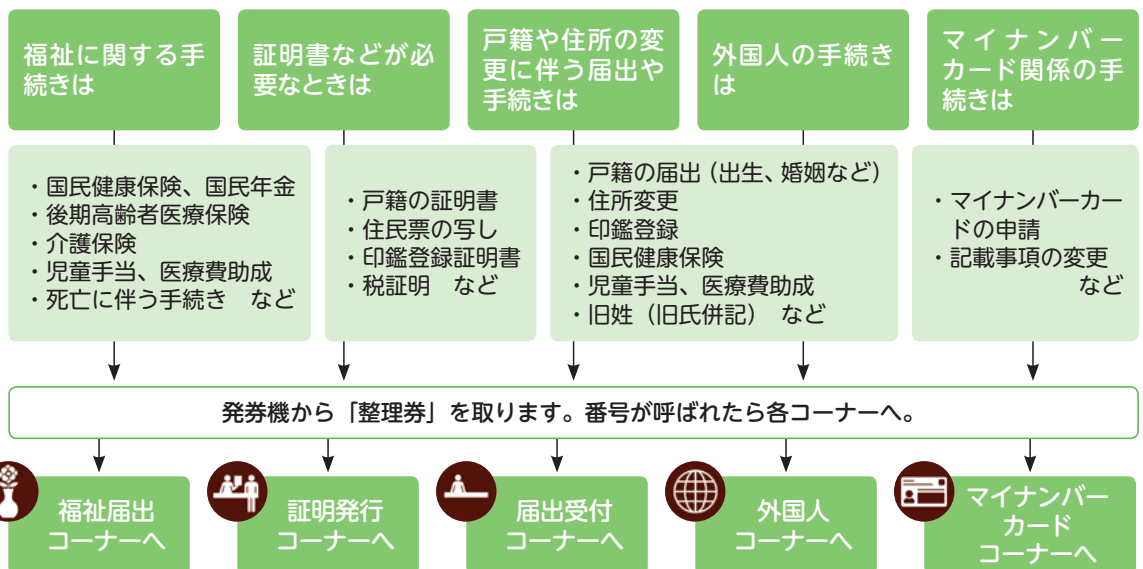 福祉に関する手
続きは
証明書などが必
要なときは
戸籍や住所の変
更に伴う届出や
手続きは
外国人の手続き
は
マイナンバー
カード関係の手
続きは
・国民健康保険、国民年金
・後期高齢者医療保険
・介護保険
・児童手当、医療費助成
・死亡に伴う手続き　など
・戸籍の証明書
・住民票の写し
・印鑑登録証明書
・税証明　など
・戸籍の届出（出生、婚姻など）
・住所変更
・印鑑登録
・国民健康保険
・児童手当、医療費助成
・旧姓（旧氏併記）　など
・マイナンバーカー
ドの申請
・記載事項の変更
など
発券機から「整理券」を取ります。番号が呼ばれたら各コーナーへ。
福祉届出
コーナーへ
証明発行
コーナーへ
届出受付
コーナーへ
外国人
コーナーへ
マイナンバー
カード
コーナーへ